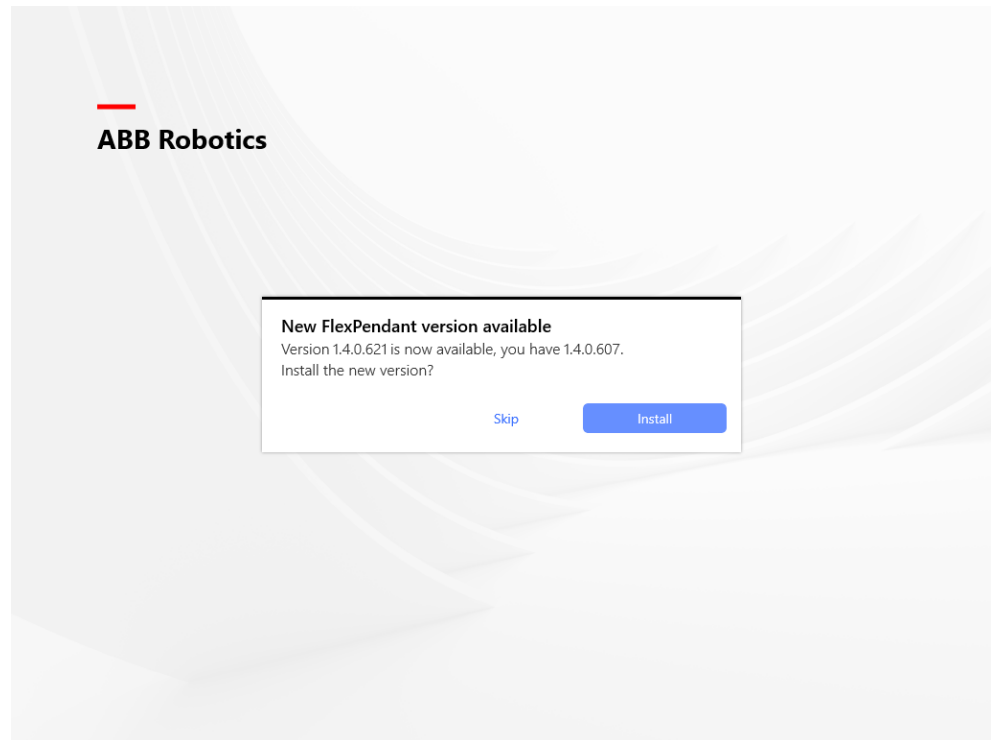 ABB Robotics
New FlexPendant version available
Version 1.4.0.621 is now available, you have 1.4.0.607.
Install the new version?
Skip
Install